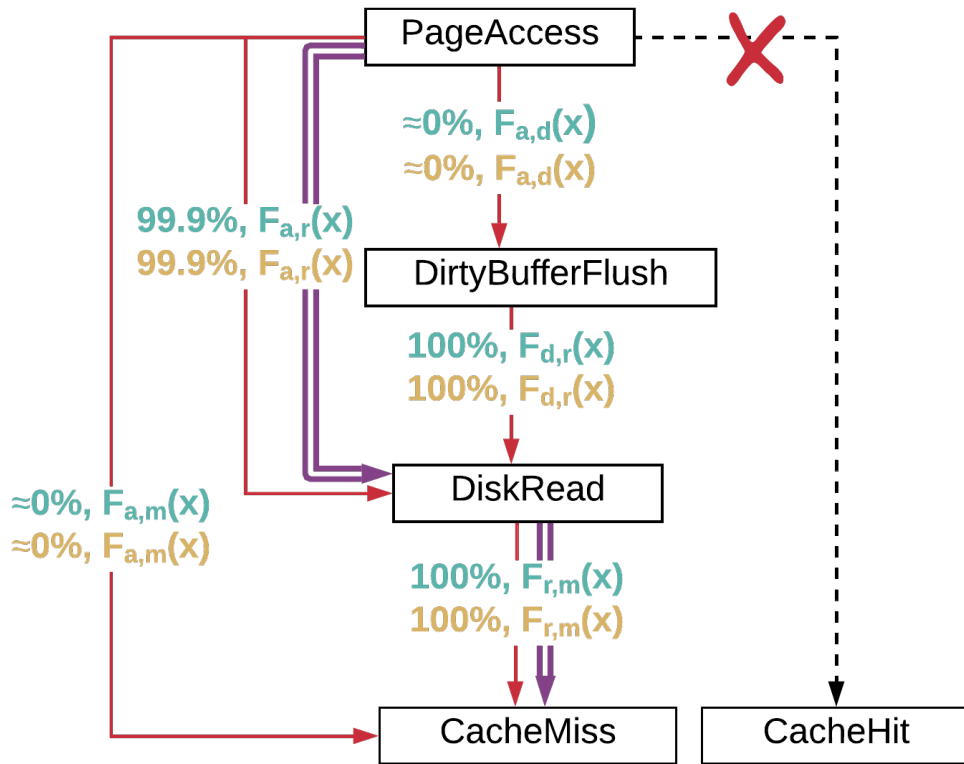 PageAccess
≈0%, Fa,d(x)
≈0%, Fa,d(x)
99.9%, Fa,r(x)
99.9%, Fa,r(x)
DirtyBufferFlush
100%, Fd,r(x)
100%, Fd,r(x)
DiskRead
≈0%, Fa,m(x)
≈0%, Fa,m(x)
100%, Fr,m(x)
100%, Fr,m(x)
CacheMiss
CacheHit